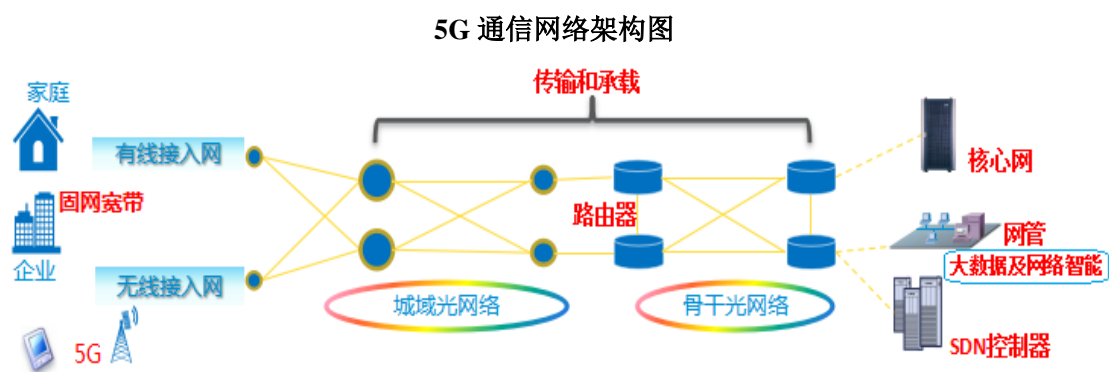 5G 通信网络架构图
传输和承载
家庭
有线接入网
核心网
固网宽带
路由器
网管
企业
大数据及网络智能
无线接入网
城域光网络
骨干光网络
5G
SDN控制器